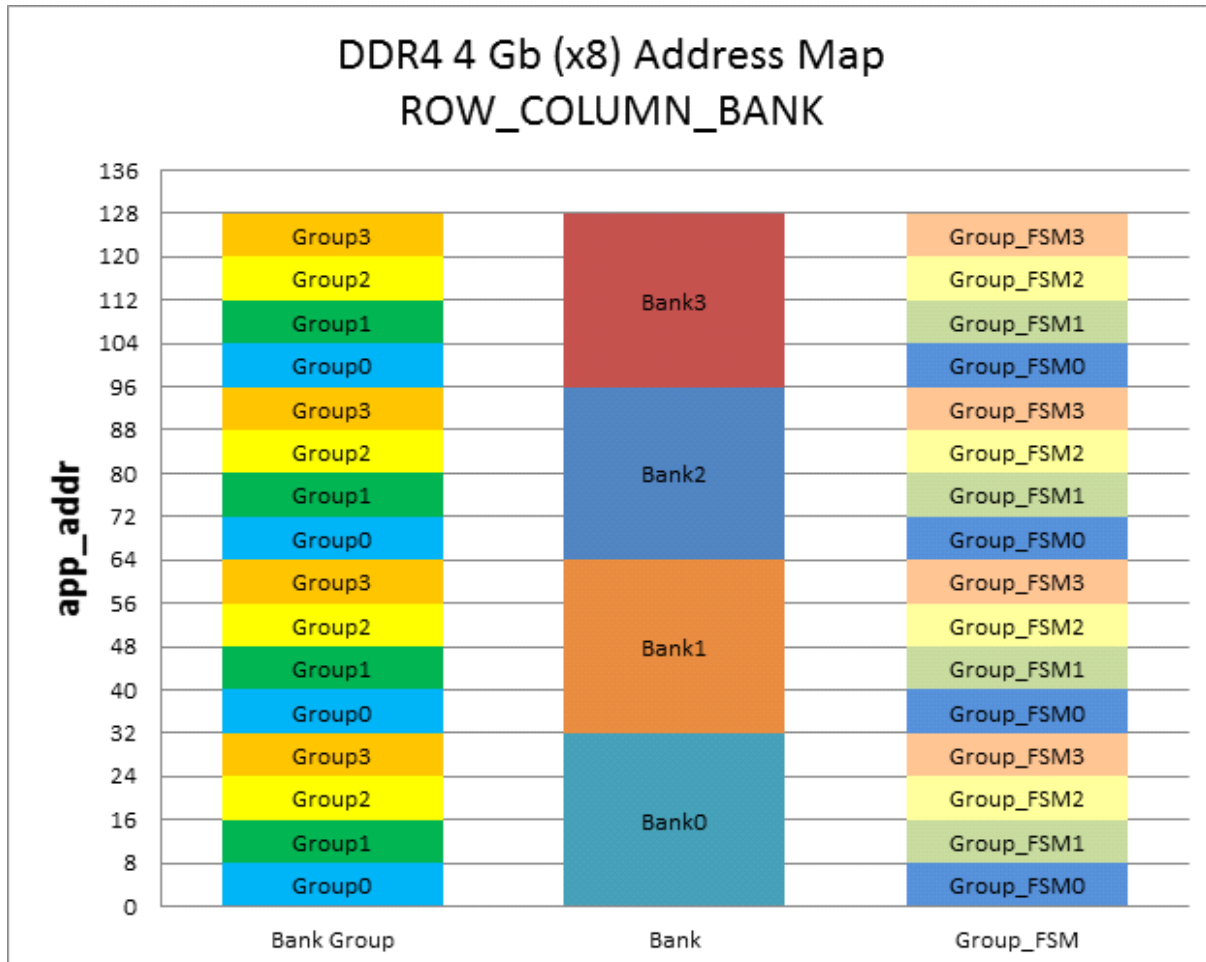 DDR4 4 Gb (x8) Address Map
ROW_COLUMN_BANK
app_addr
136
128
120
112
104
96
88
80
72
64
56
48
40
32
24
16
8
0
Group3
Group2
Group1
Group0
Group3
Group2
Group1
Group0
Group3
Group2
Group1
Group0
Group3
Group2
Group1
Group0
Bank3
Bank2
Bank1
Bank0
Group_FSM3
Group_FSM2
Group_FSM1
Group_FSM0
Group_FSM3
Group_FSM2
Group_FSM1
Group_FSM0
Group_FSM3
Group_FSM2
Group_FSM1
Group_FSM0
Group_FSM3
Group_FSM2
Group_FSM1
Group_FSM0
Bank Group
Bank
Group_FSM